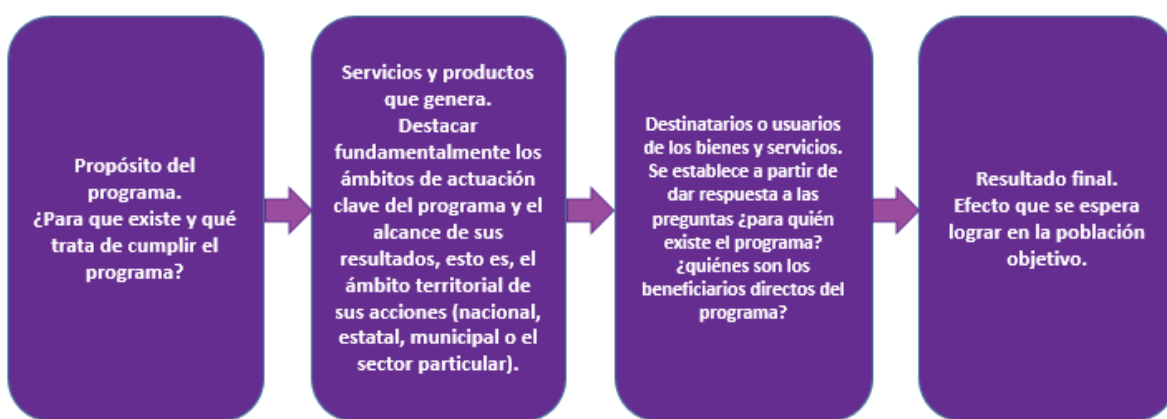 Propósito del
programa.
¿Para que existe y qué
trata de cumplir el
programa?
Servicios y productos
que genera.
Destacar
fundamentalmente los
ámbitos de actuación
clave del programa y el
alcance de sus
resultados, esto es, el
ámbito territorial de
sus acciones (nacional,
estatal, municipal o el
sector particular).
Destinatarios o usuarios
de los bienes y servicios.
Se establece a partir de
dar respuesta a las
preguntas ¿para quién
existe el programa?
¿quiénes son los
beneficiarios directos del
programa?
Resultado final.
Efecto que se espera
lograr en la población
objetivo.